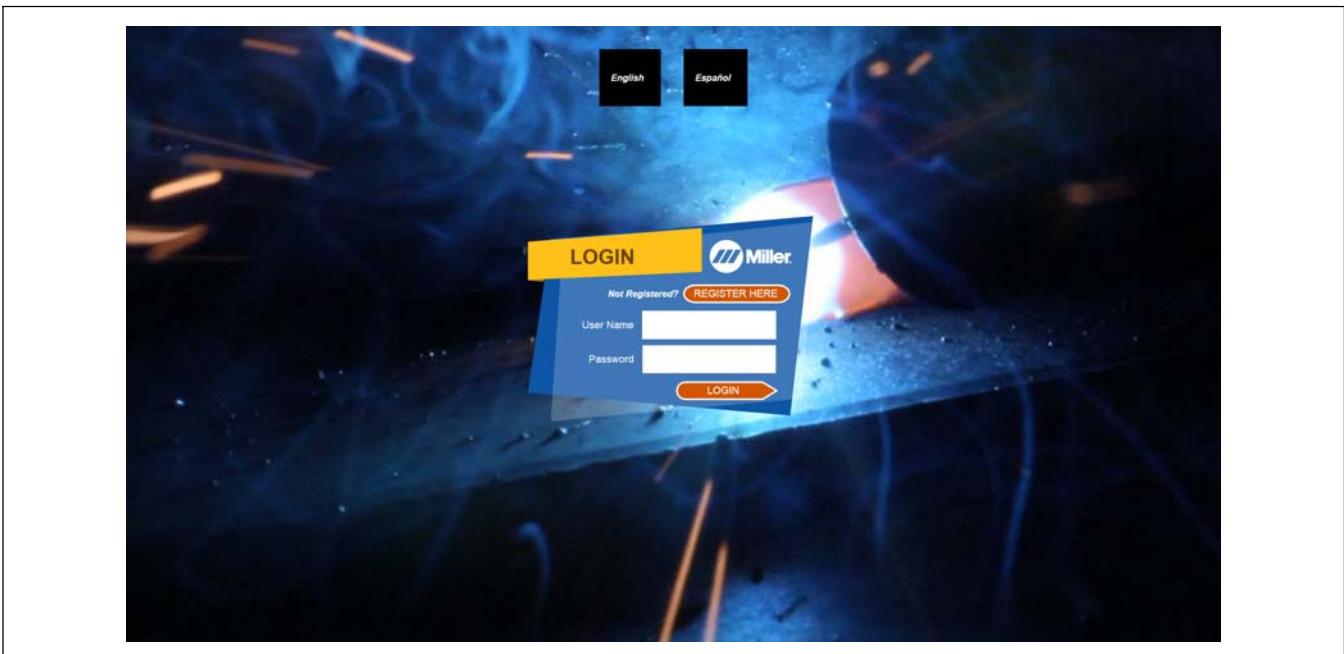 English Español
LOGIN
Miller
Not Registered? REGISTER HERE
User Name
Password
LOGIN